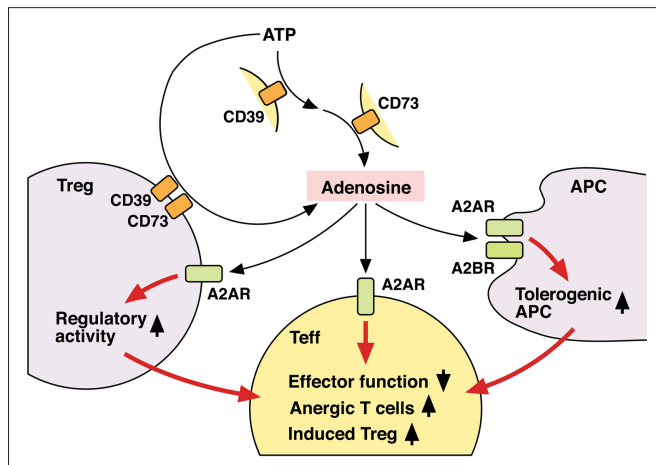 ATP
CD39
CD73
Treg
CD39
CD73
Adenosine
APC
A2AR
A2BR
A2AR
A2AR
Tolerogenic
APC
Regulatory
activity
Teff
Effector function
Anergic T cells
Induced Treg